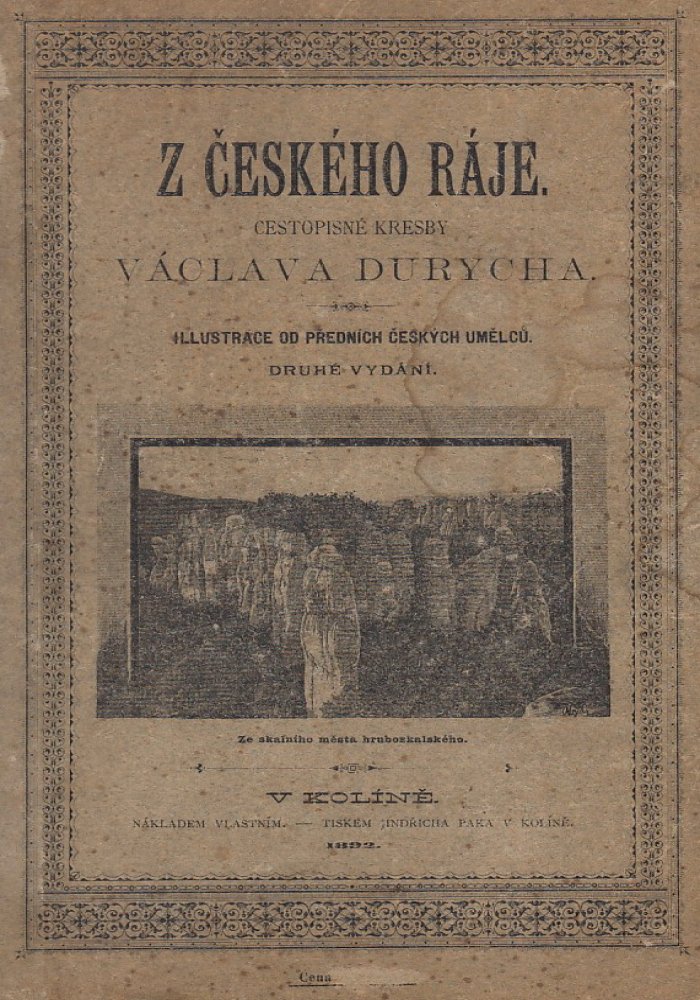 Z ČESKÉHO RÁJE.
CESTOPISNÉ KRESBY
VÁCLAVA DURYCHA.
ILLUSTRACE OD PŘEDNÍCH ČESKÝCH UMĚLCŮ.
DRUHÉ VYDÁNÍ.
Ze skalního města hruboskalského.
V KOLÍNĚ.
NÁKLADEM VLASTNÍM. — TISKEM JINDŘICHA PAKA V KOLÍNĚ.
1892.
Cena